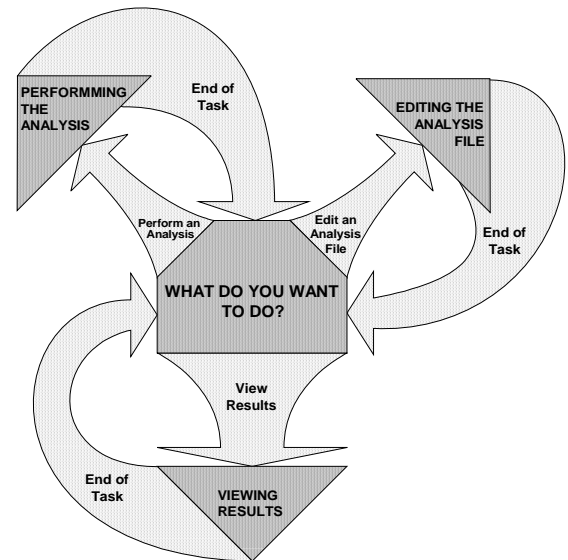 PERFORMMING
THE
ANALYSIS
End of
Task
EDITING THE
ANALYSIS
FILE
Perform an
Analysis
Edit an
Analysis
File
End of
Task
WHAT DO YOU WANT
TO DO?
View
Results
End of
Task
VIEWING
RESULTS